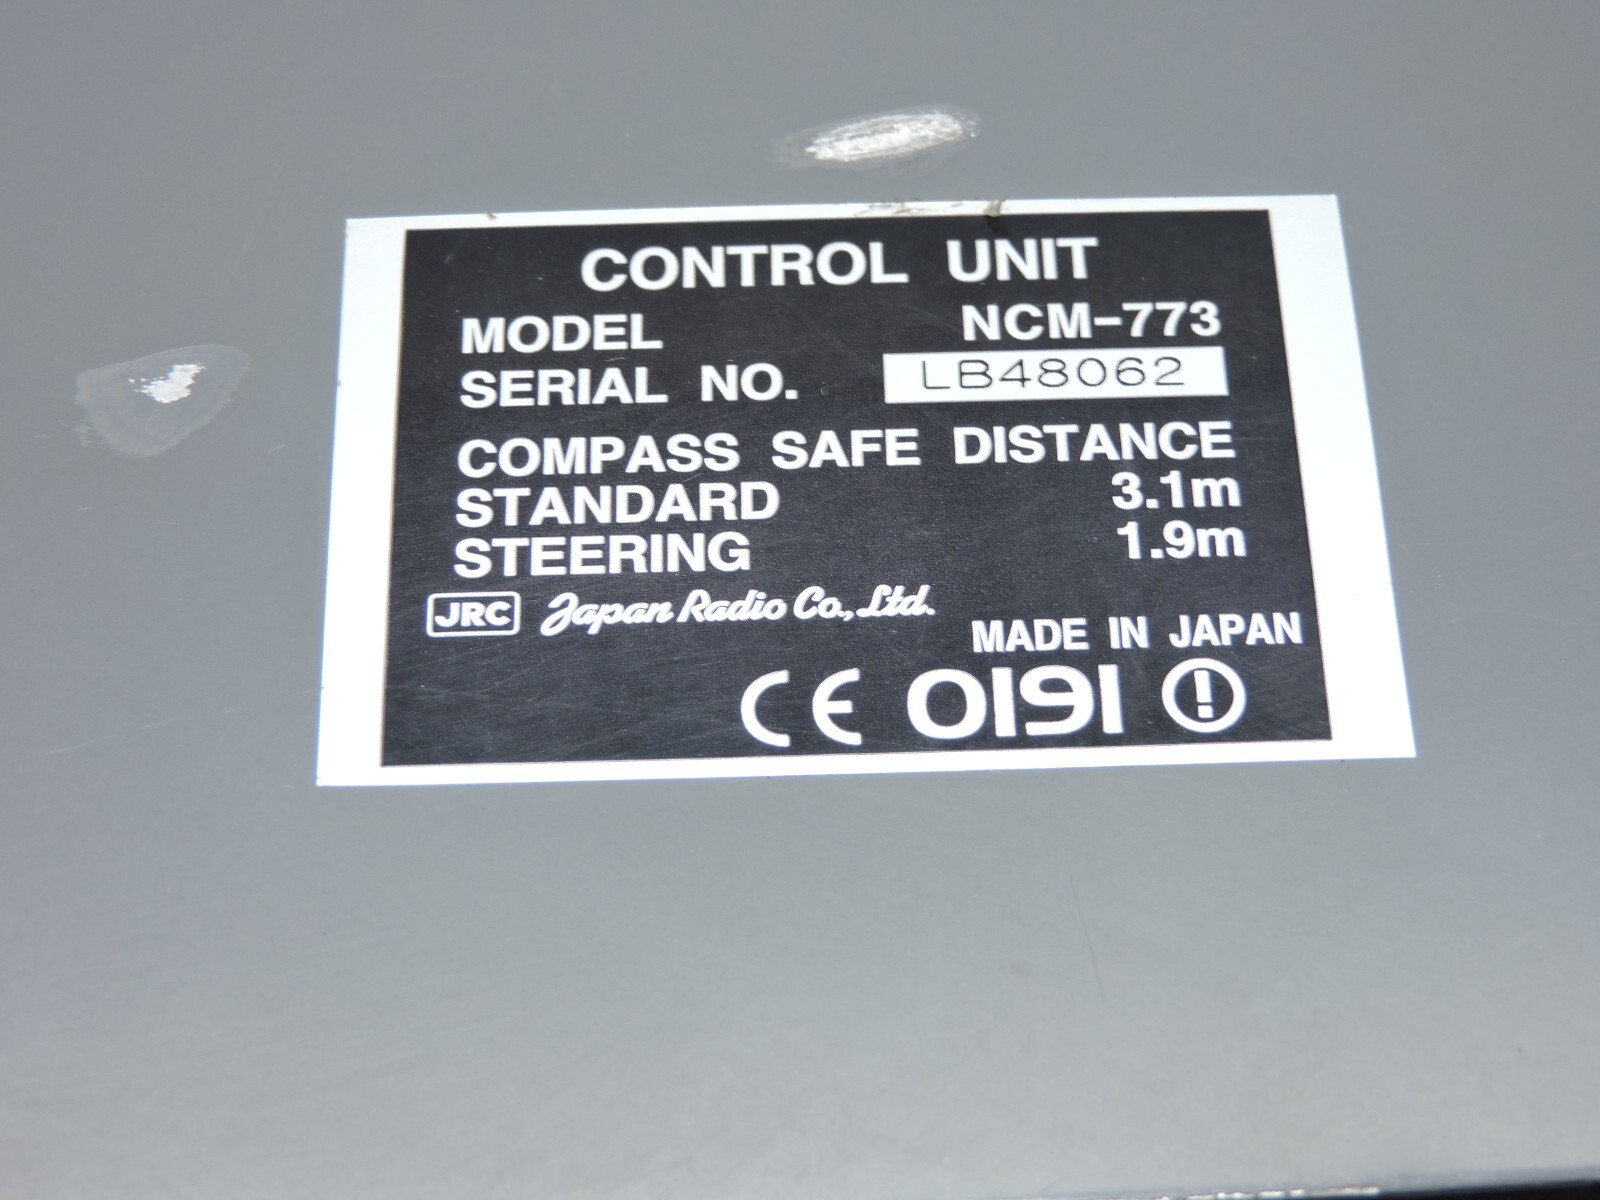 CONTROL UNIT
MODEL NCM-773
SERIAL NO. LB48062
COMPASS SAFE DISTANCE
STANDARD 3.1m
STEERING 1.9m
JRC Japan Radio Co., Ltd.
MADE IN JAPAN
CE 0191 !